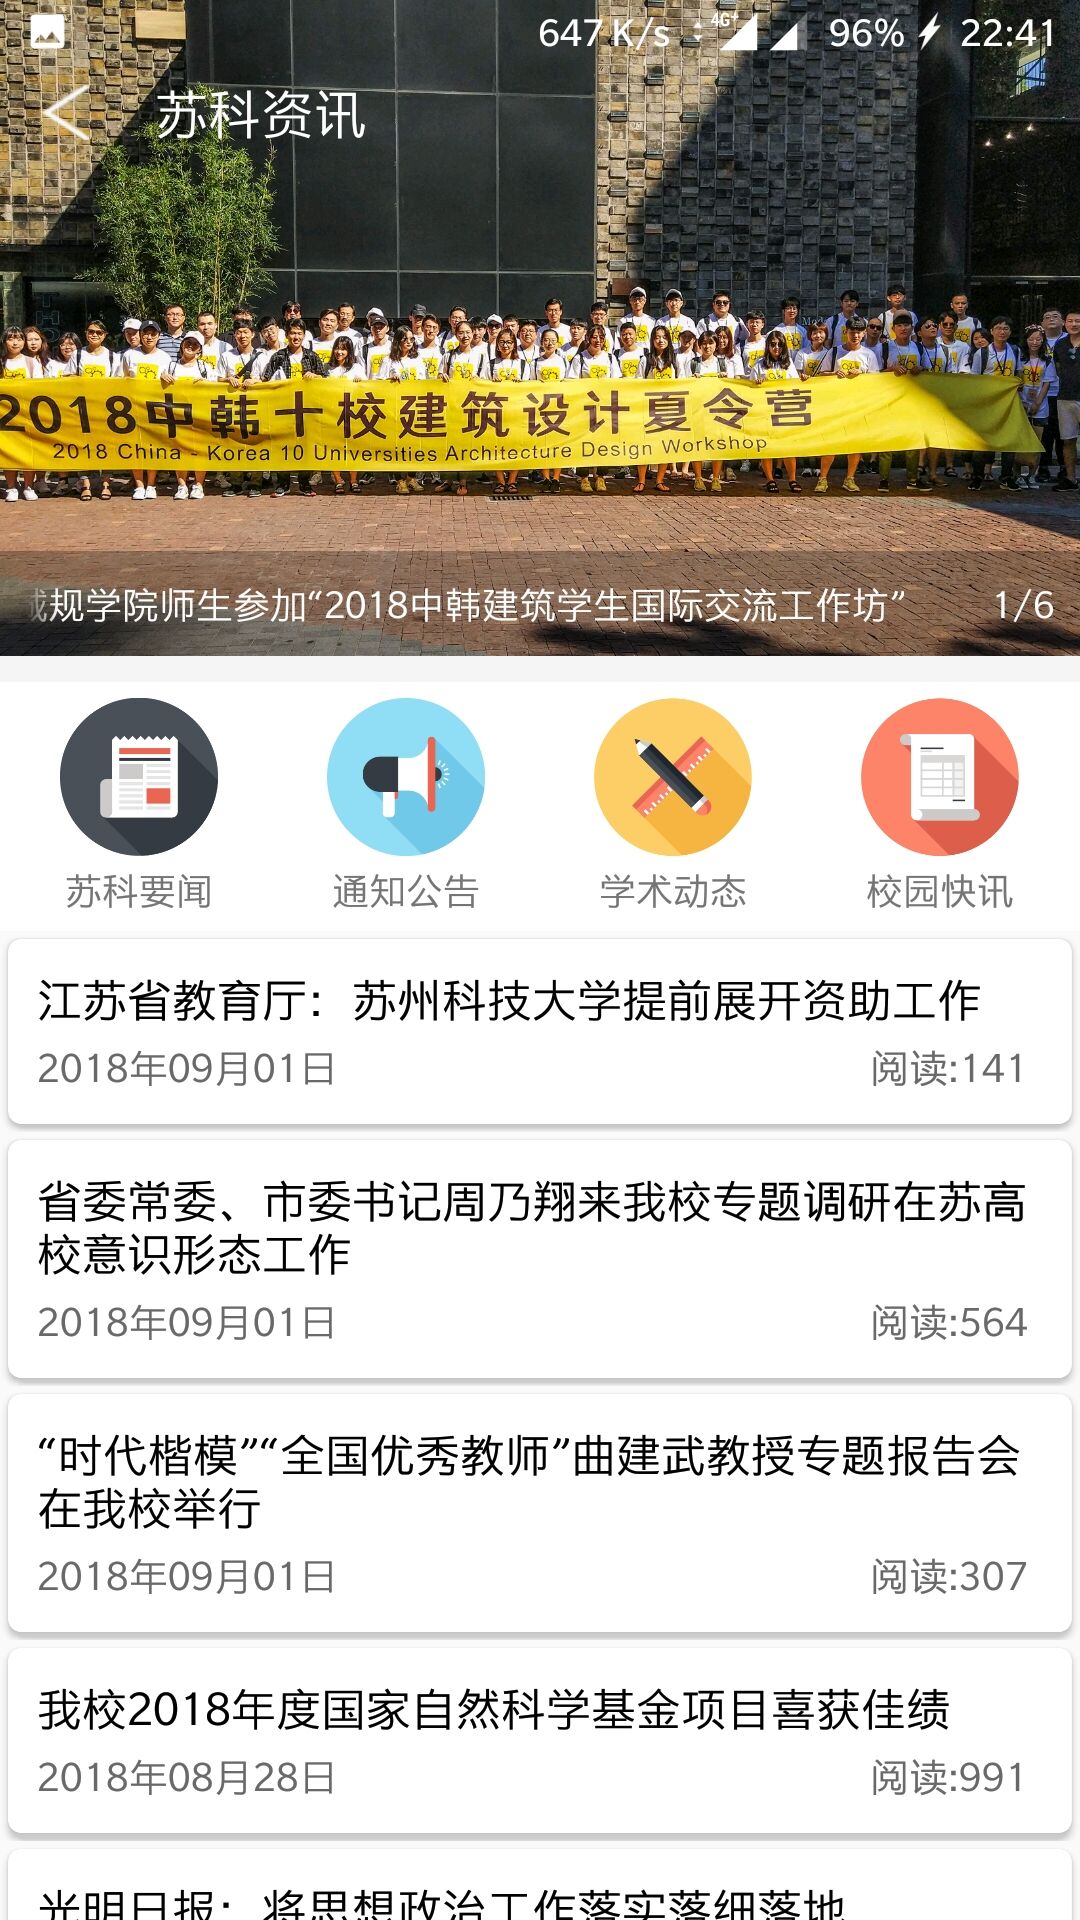 647 K/s 4G+ 96% 22:41
苏科资讯
2018中韩十校建筑设计夏令营
2018 China - Korea 10 Universities Architecture Design Workshop
规学院师生参加“2018中韩建筑学生国际交流工作坊” 1/6
苏科要闻 通知公告 学术动态 校园快讯
江苏省教育厅：苏州科技大学提前展开资助工作
2018年09月01日 阅读:141
省委常委、市委书记周乃翔来我校专题调研在苏高
校意识形态工作
2018年09月01日 阅读:564
“时代楷模”“全国优秀教师”曲建武教授专题报告会
在我校举行
2018年09月01日 阅读:307
我校2018年度国家自然科学基金项目喜获佳绩
2018年08月28日 阅读:991
光明日报：将思想政治工作落实落细落地